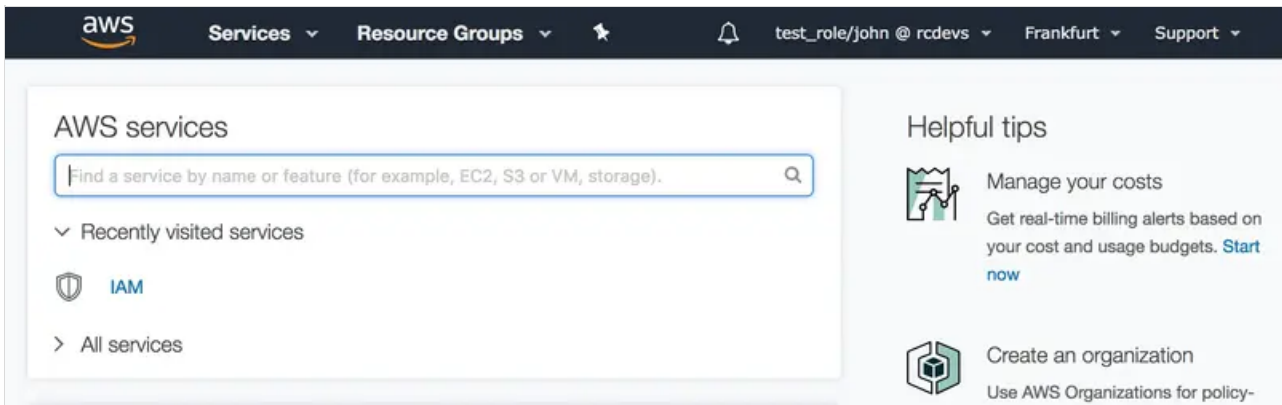 aws Services Resource Groups test_role/john @ rcdevs Frankfurt Support
AWS services
Find a service by name or feature (for example, EC2, S3 or VM, storage).
Recently visited services
IAM
All services
Helpful tips
Manage your costs
Get real-time billing alerts based on
your cost and usage budgets. Start
now
Create an organization
Use AWS Organizations for policy-